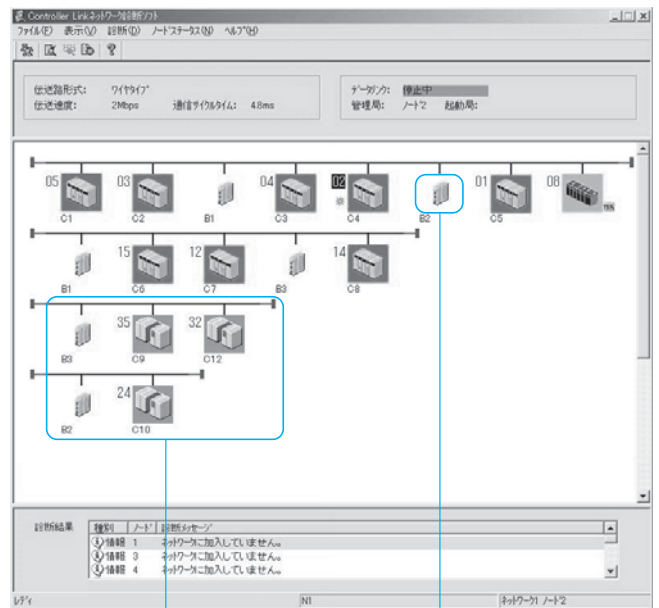 Controller Linkネットワーク診断ソフト
ファイル(F) 表示(V) 診断(D) ノードステータス(N) ヘルプ(H)
伝送路形式: ワイヤタイプ
伝送速度: 2Mbps 通信サイクルタイム: 4.8ms
データリンク: 停止中
管理局: ノード2 起動局:
05 03 04 02 01 08
C1 C2 B1 C3 C4 B2 C5
15 12 14
B1 C6 C7 B3 C8
35 32
B3 C9 C12
24
B2 C10
診断結果 種別 ノード 診断メッセージ
情報 1 ネットワークに加入していません。
情報 3 ネットワークに加入していません。
情報 4 ネットワークに加入していません。
レディ N1 ネットワーク1 ノード2